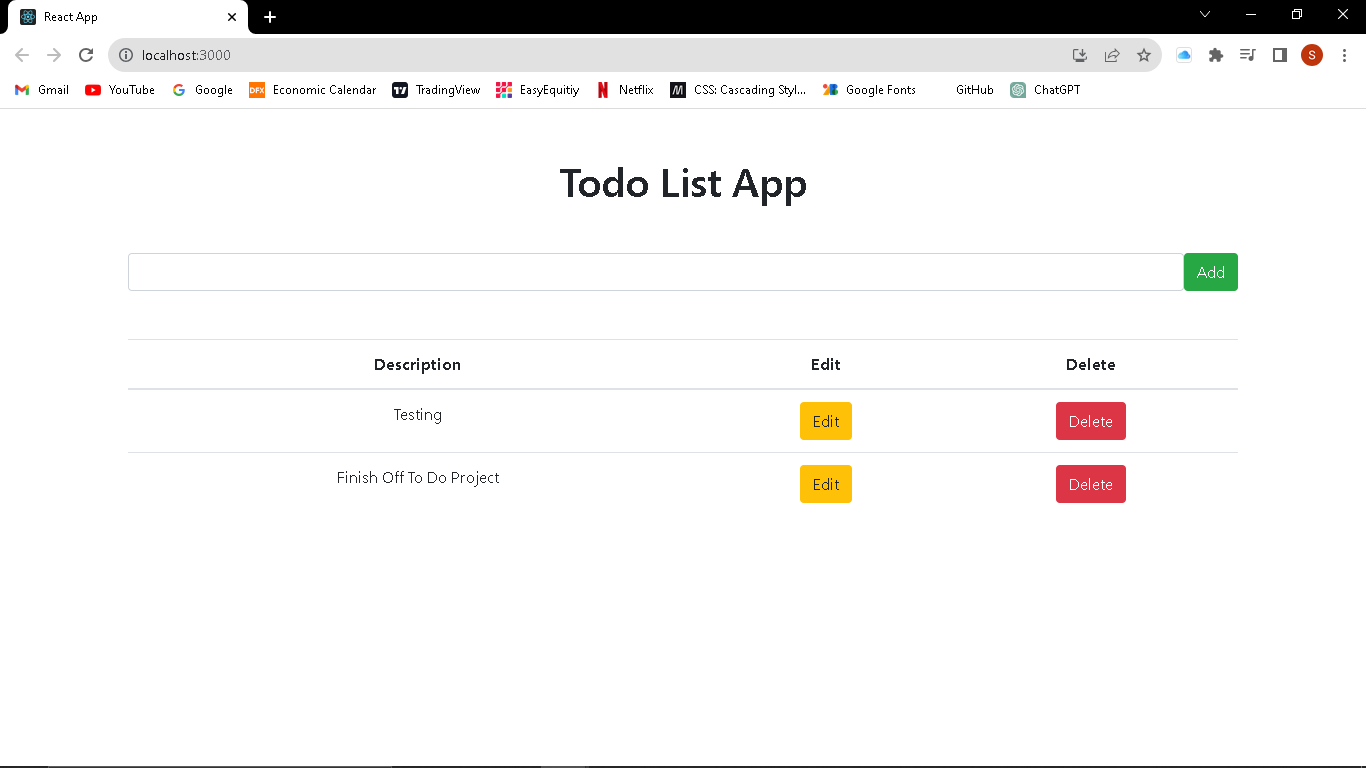 React App
localhost:3000
S
Gmail YouTube Google DFX Economic Calendar TradingView EasyEquitiy Netflix CSS: Cascading Styl... Google Fonts GitHub ChatGPT
Todo List App
Add
Description Edit Delete
Testing Edit Delete
Finish Off To Do Project Edit Delete